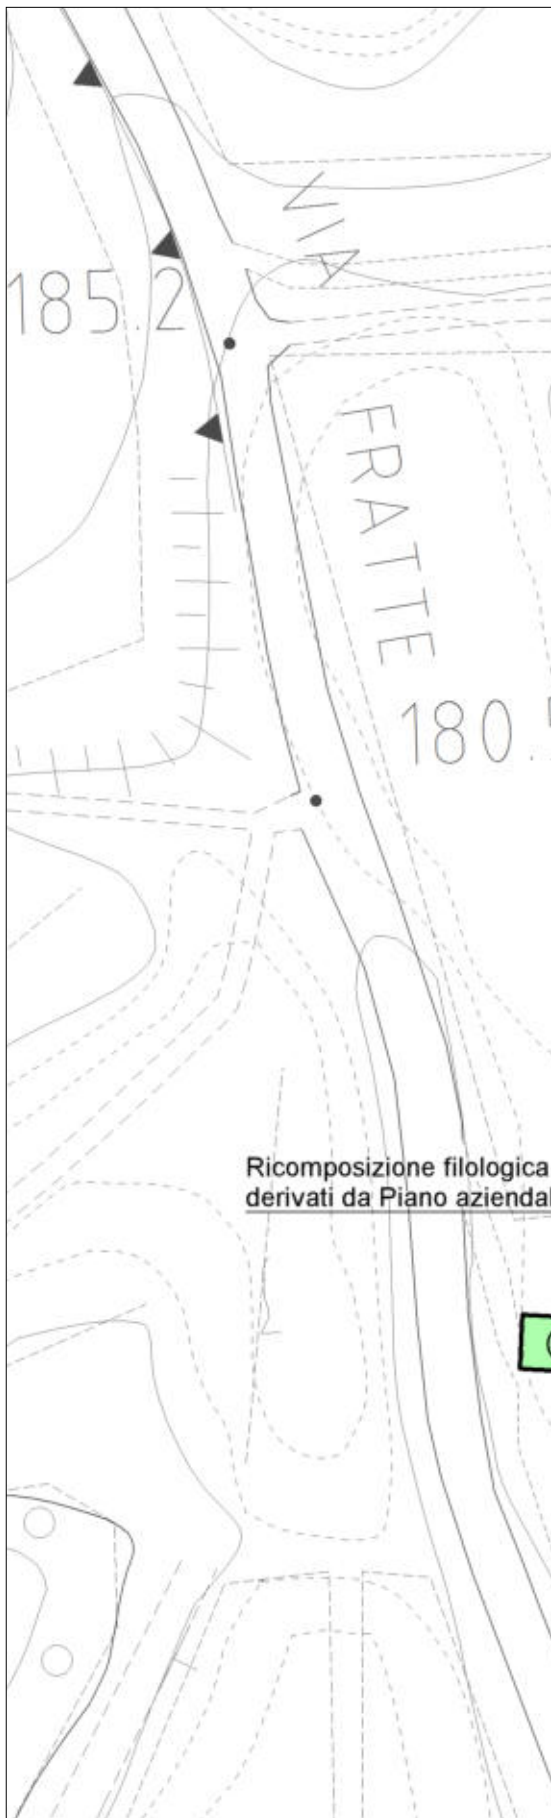 VIA
185.2
FRATTE
180.
Ricomposizione filologica
derivati da Piano aziendal